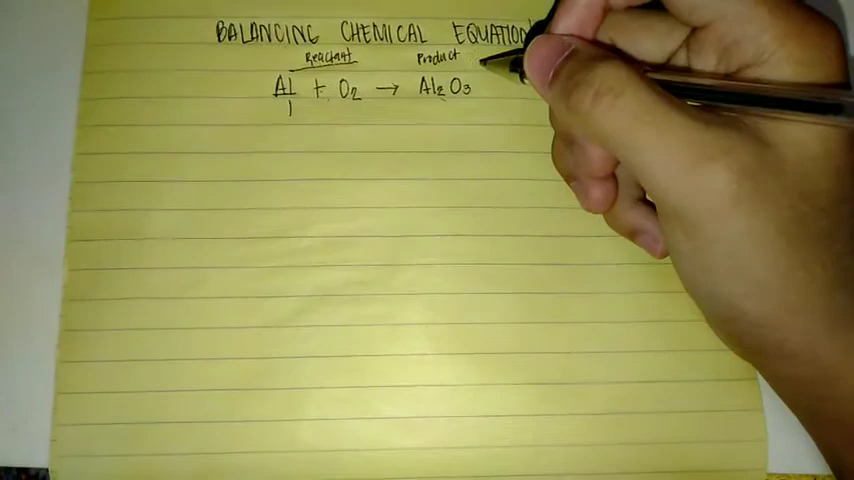 BALANCING CHEMICAL EQUATION
Reactant Product
Al + O2 → Al2O3
1